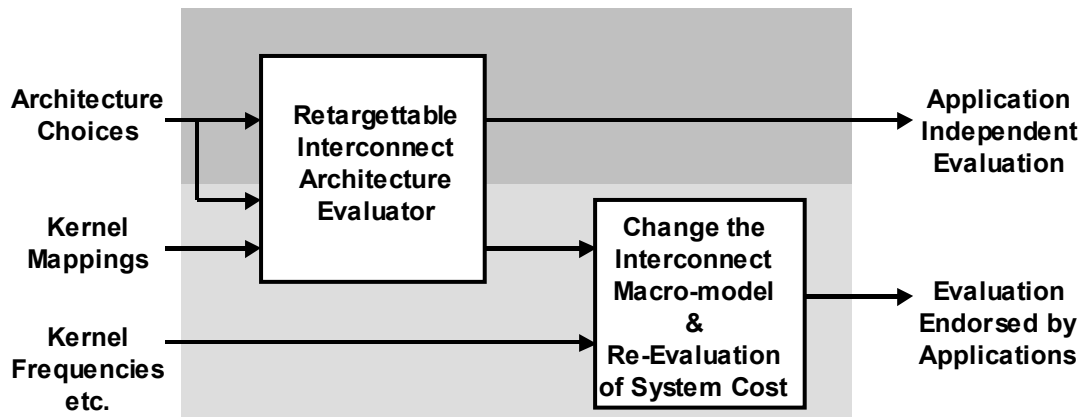 Architecture
Choices
Kernel
Mappings
Kernel
Frequencies
etc.
Retargettable
Interconnect
Architecture
Evaluator
Change the
Interconnect
Macro-model
&
Re-Evaluation
of System Cost
Application
Independent
Evaluation
Evaluation
Endorsed by
Applications